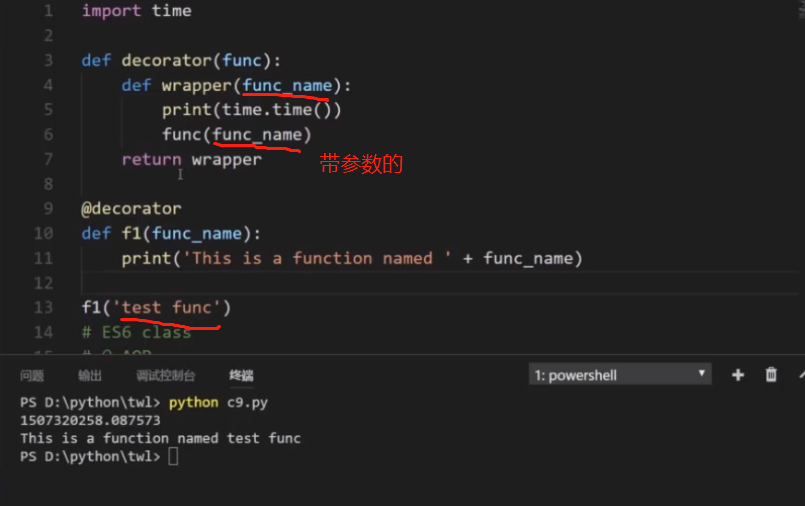 1 import time
2
3 def decorator(func):
4 def wrapper(func_name):
5 print(time.time())
6 func(func_name)
7 return wrapper
带参数的
8
9 @decorator
10 def f1(func_name):
11 print('This is a function named ' + func_name)
12
13 f1('test func')
14 # ES6 class
问题 输出 调试控制台 终端 1: powershell
PS D:\python\twl> python c9.py
1507320258.087573
This is a function named test func
PS D:\python\twl>